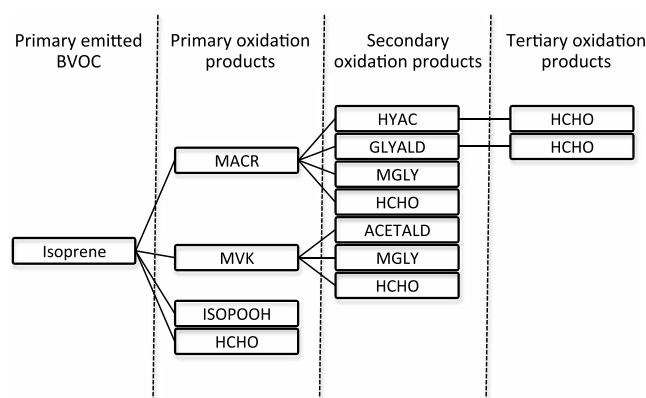 Primary emitted
BVOC
Primary oxidation
products
Secondary
oxidation products
Tertiary oxidation
products
Isoprene
MACR
MVK
ISOPOOH
HCHO
HYAC
GLYALD
MGLY
HCHO
ACETALD
MGLY
HCHO
HCHO
HCHO